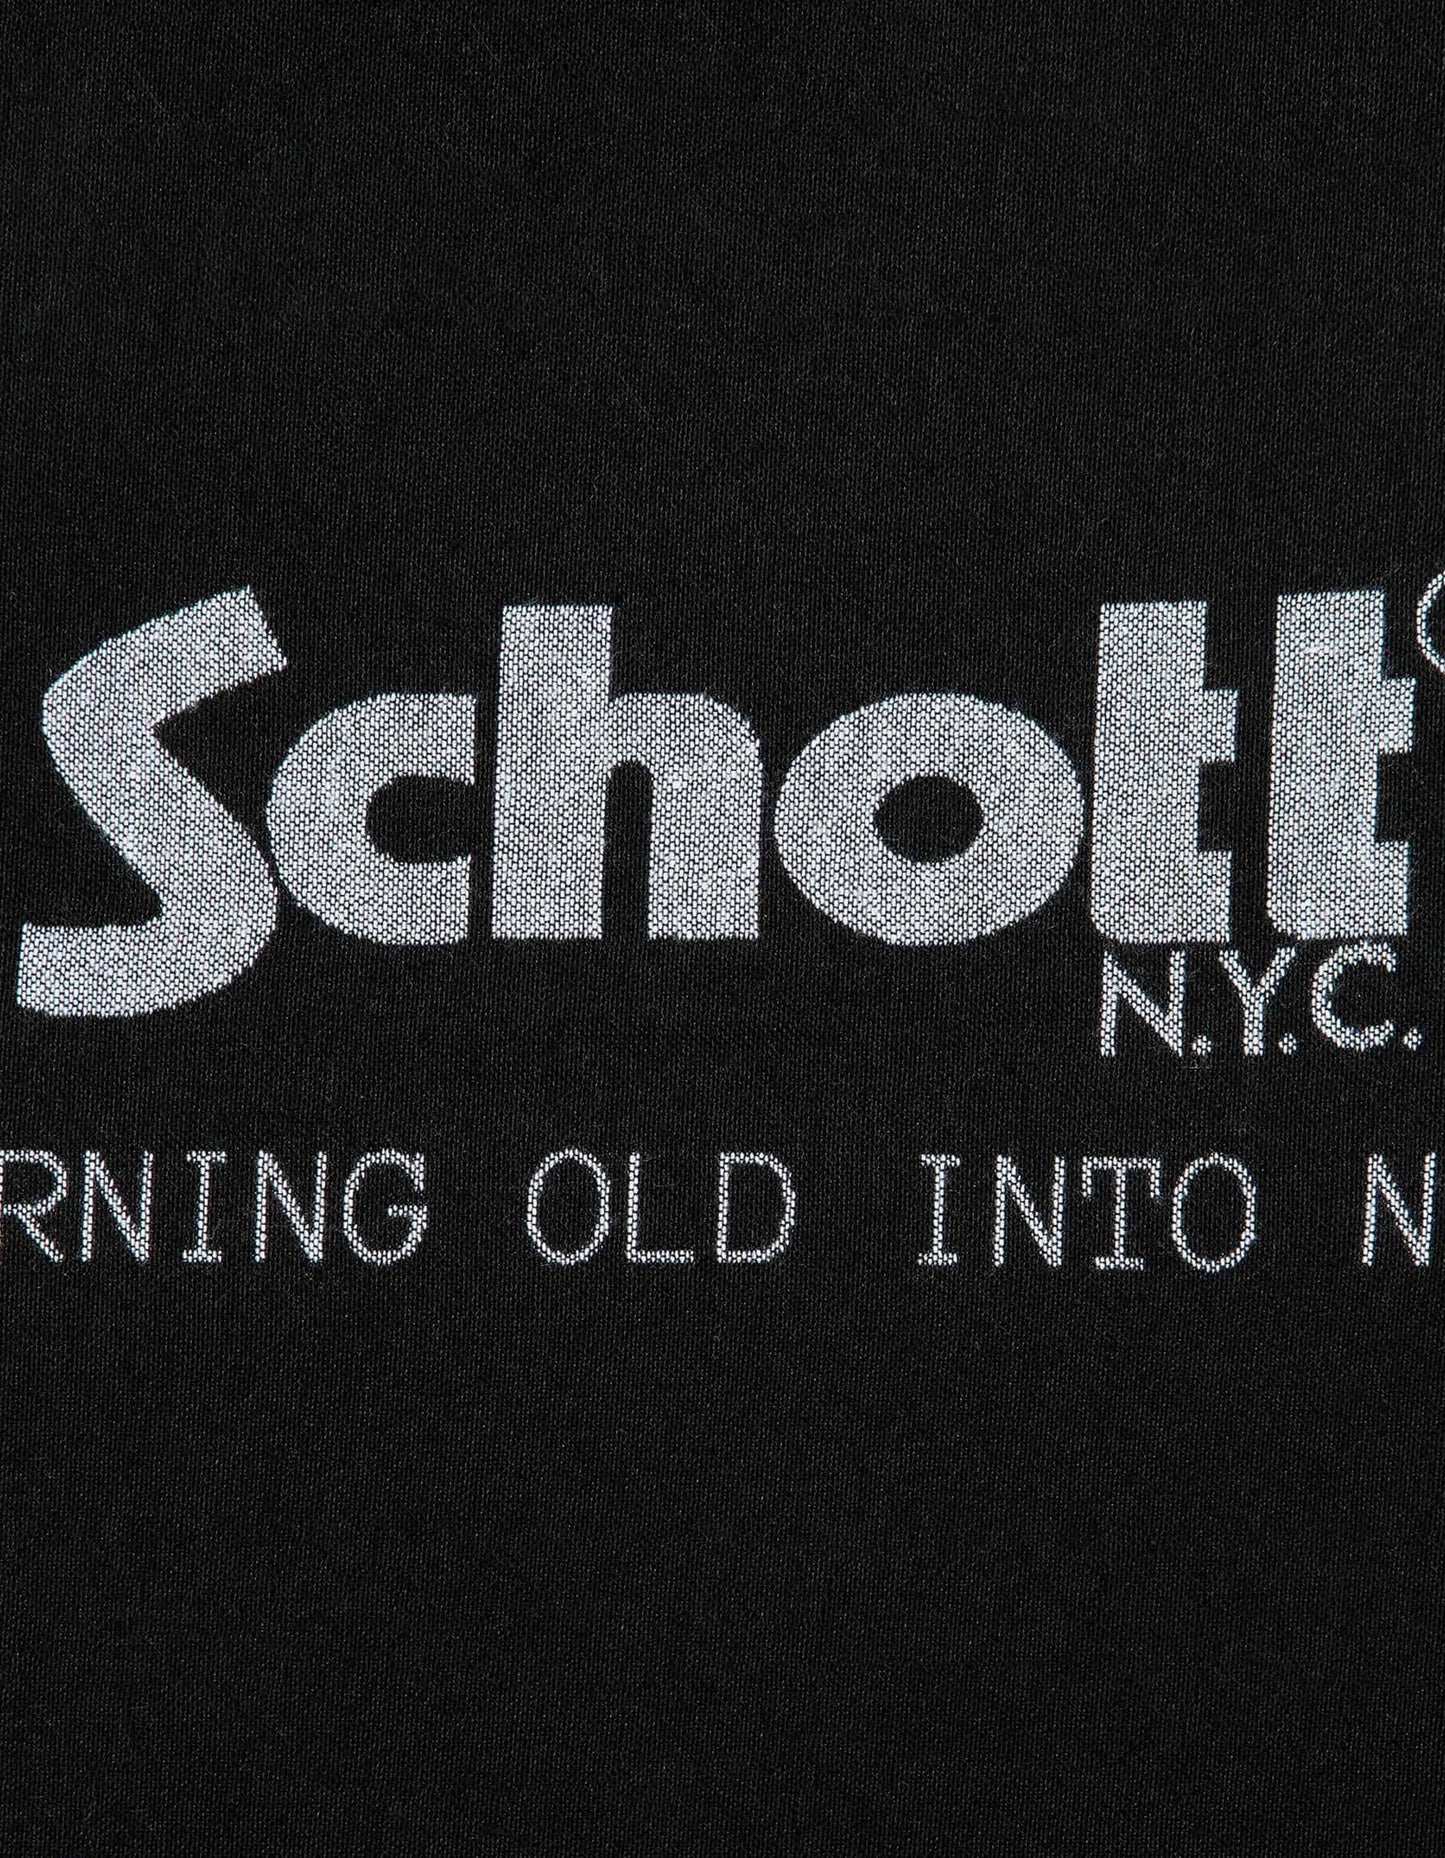 Schott
N.Y.C.
RNING OLD INTO N